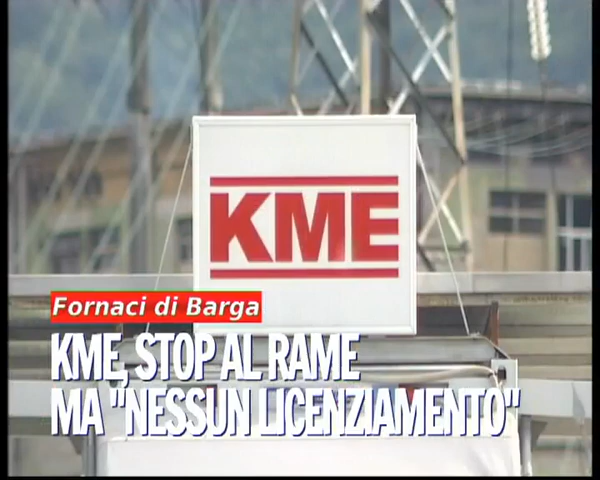 KME
Fornaci di Barga
KME, STOP AL RAME
MA "NESSUN LICENZIAMENTO"